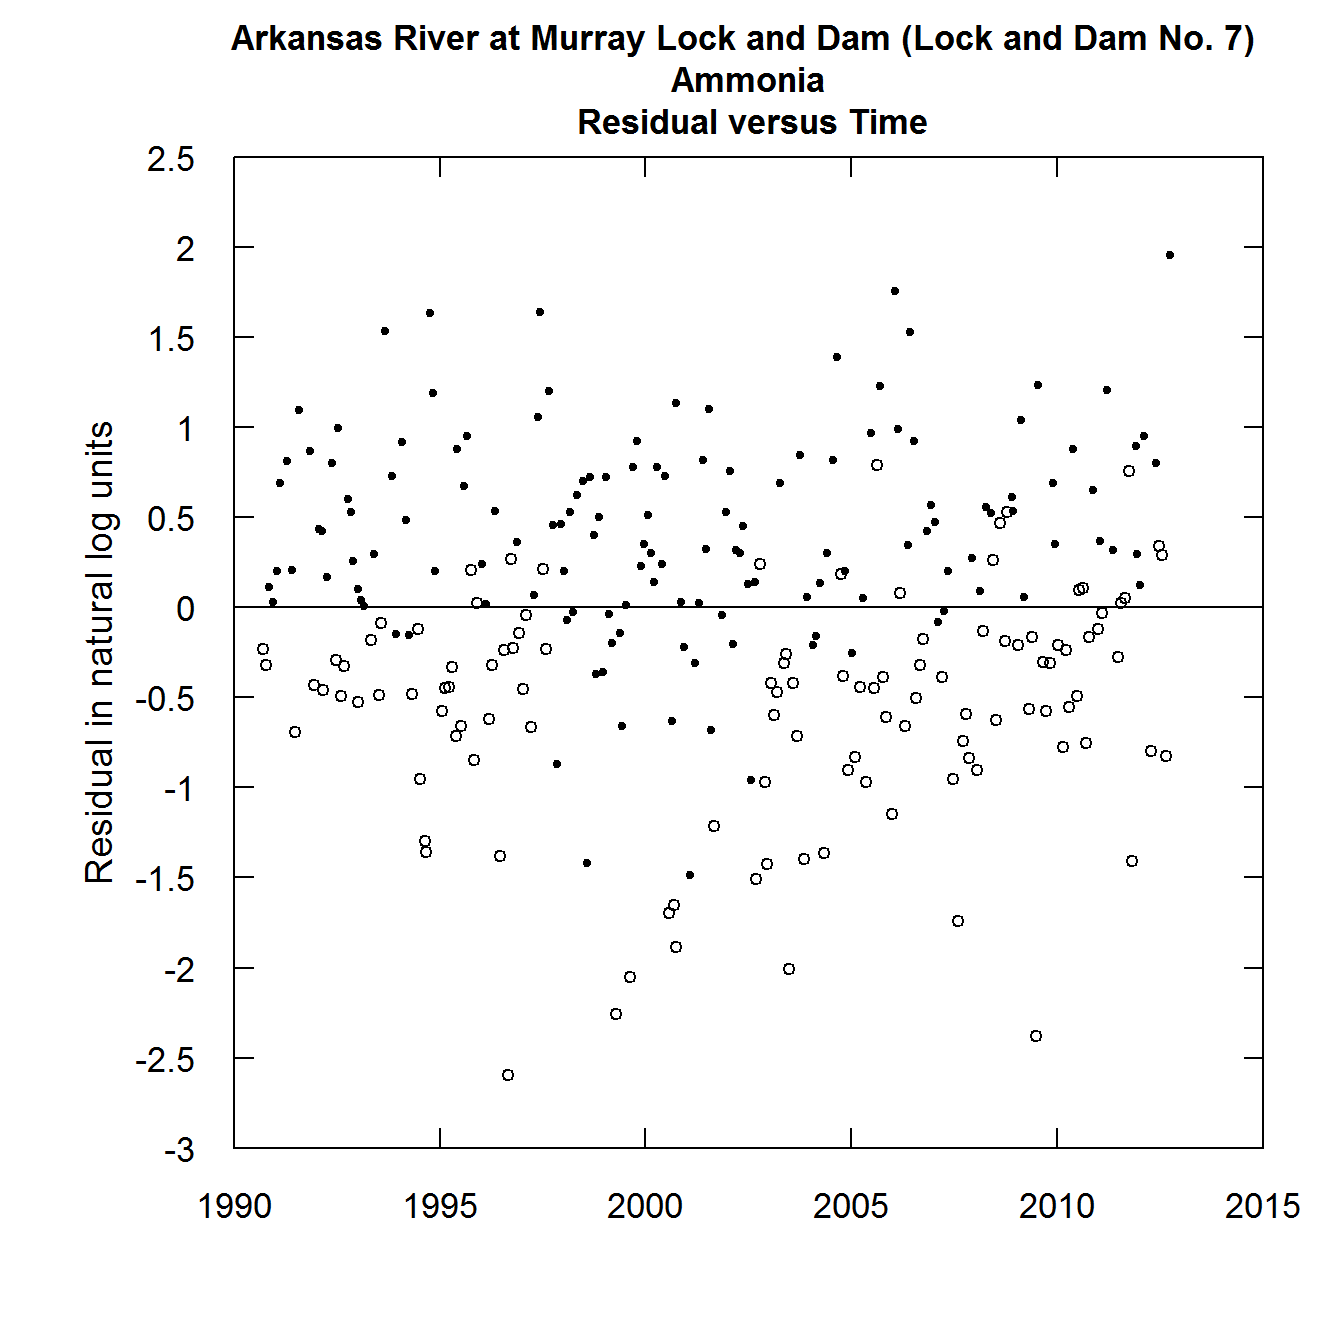 Arkansas River at Murray Lock and Dam (Lock and Dam No. 7)
Ammonia
Residual versus Time
2.5
2
1.5
1
0.5
0
-0.5
-1
-1.5
-2
-2.5
-3
Residual in natural log units
1990 1995 2000 2005 2010 2015